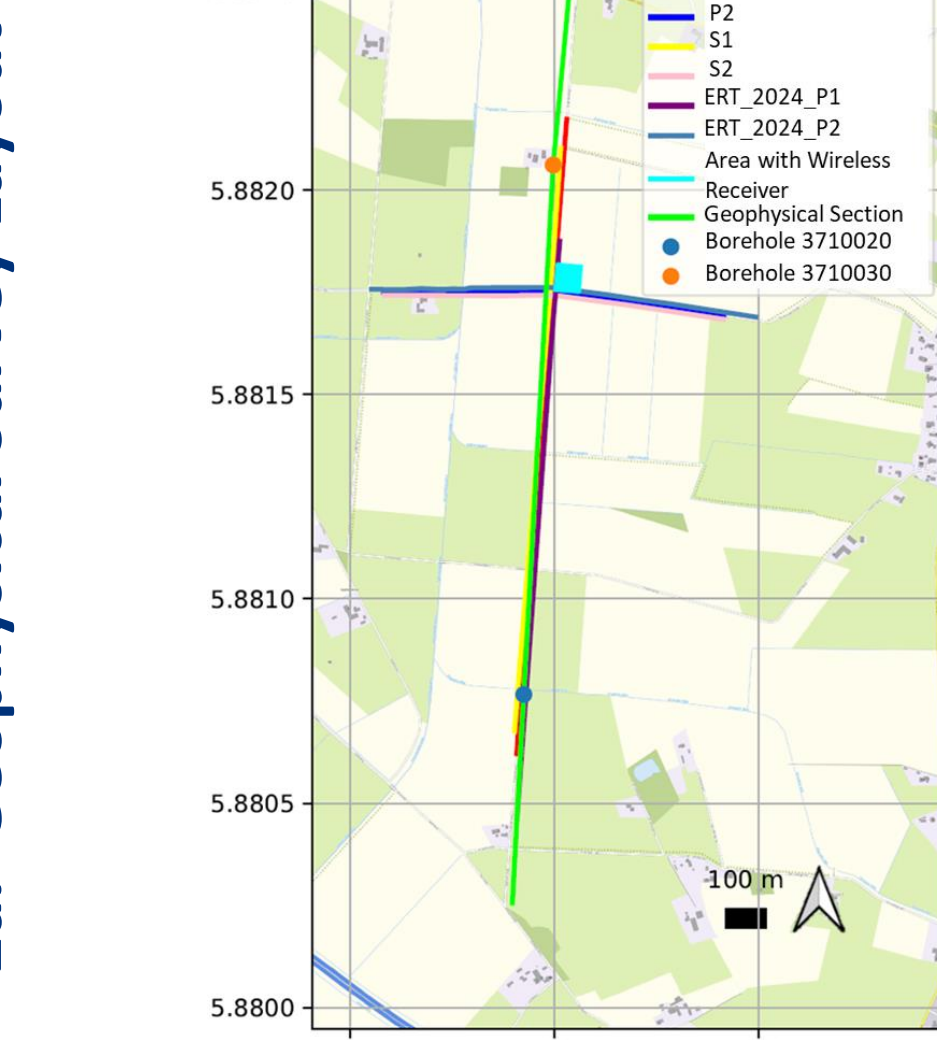 P2
S1
S2
ERT_2024_P1
ERT_2024_P2
Area with Wireless
Receiver
Geophysical Section
Borehole 3710020
Borehole 3710030
5.8820
5.8815
5.8810
5.8805
5.8800
100 m